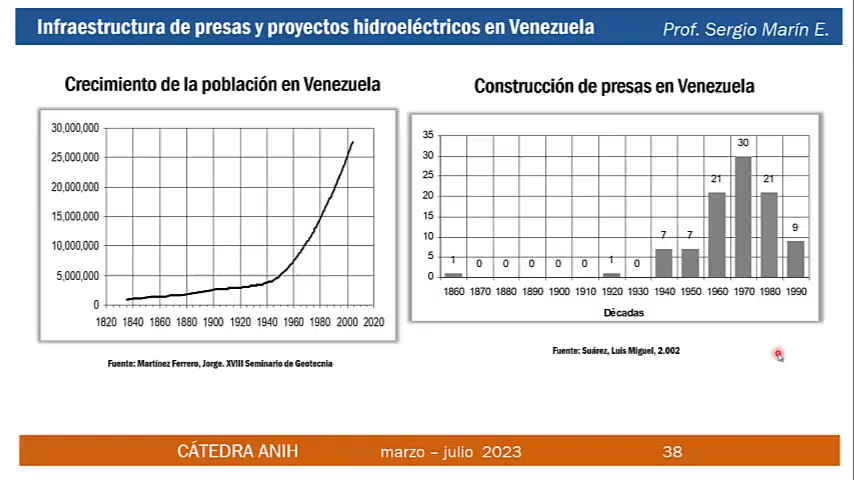 Infraestructura de presas y proyectos hidroeléctricos en Venezuela
Prof. Sergio Marín E.
Crecimiento de la población en Venezuela
30,000,000
25,000,000
20,000,000
15,000,000
10,000,000
5,000,000
0
1820 1840 1860 1880 1900 1920 1940 1960 1980 2000 2020
Fuente: Martínez Ferrero, Jorge. XVIII Seminario de Geotecnia
Construcción de presas en Venezuela
35
30
25
20
15
10
5
0
1 0 0 0 0 0 1 0 7 7 21 30 21 9
1860 1870 1880 1890 1900 1910 1920 1930 1940 1950 1960 1970 1980 1990
Décadas
Fuente: Suárez, Luis Miguel, 2.002
CÁTEDRA ANIH marzo – julio 2023 38